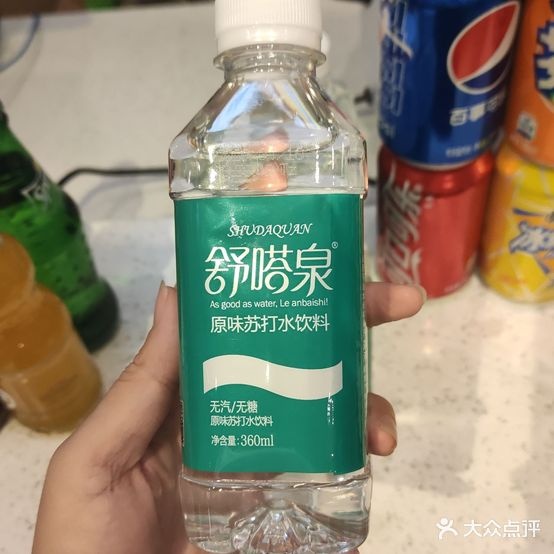 SHUDAQUAN
舒嗒泉®
As good as water, Le anbaishi!
原味苏打水饮料
无汽/无糖
原味苏打水饮料
净含量:360ml
百事可乐
大众点评